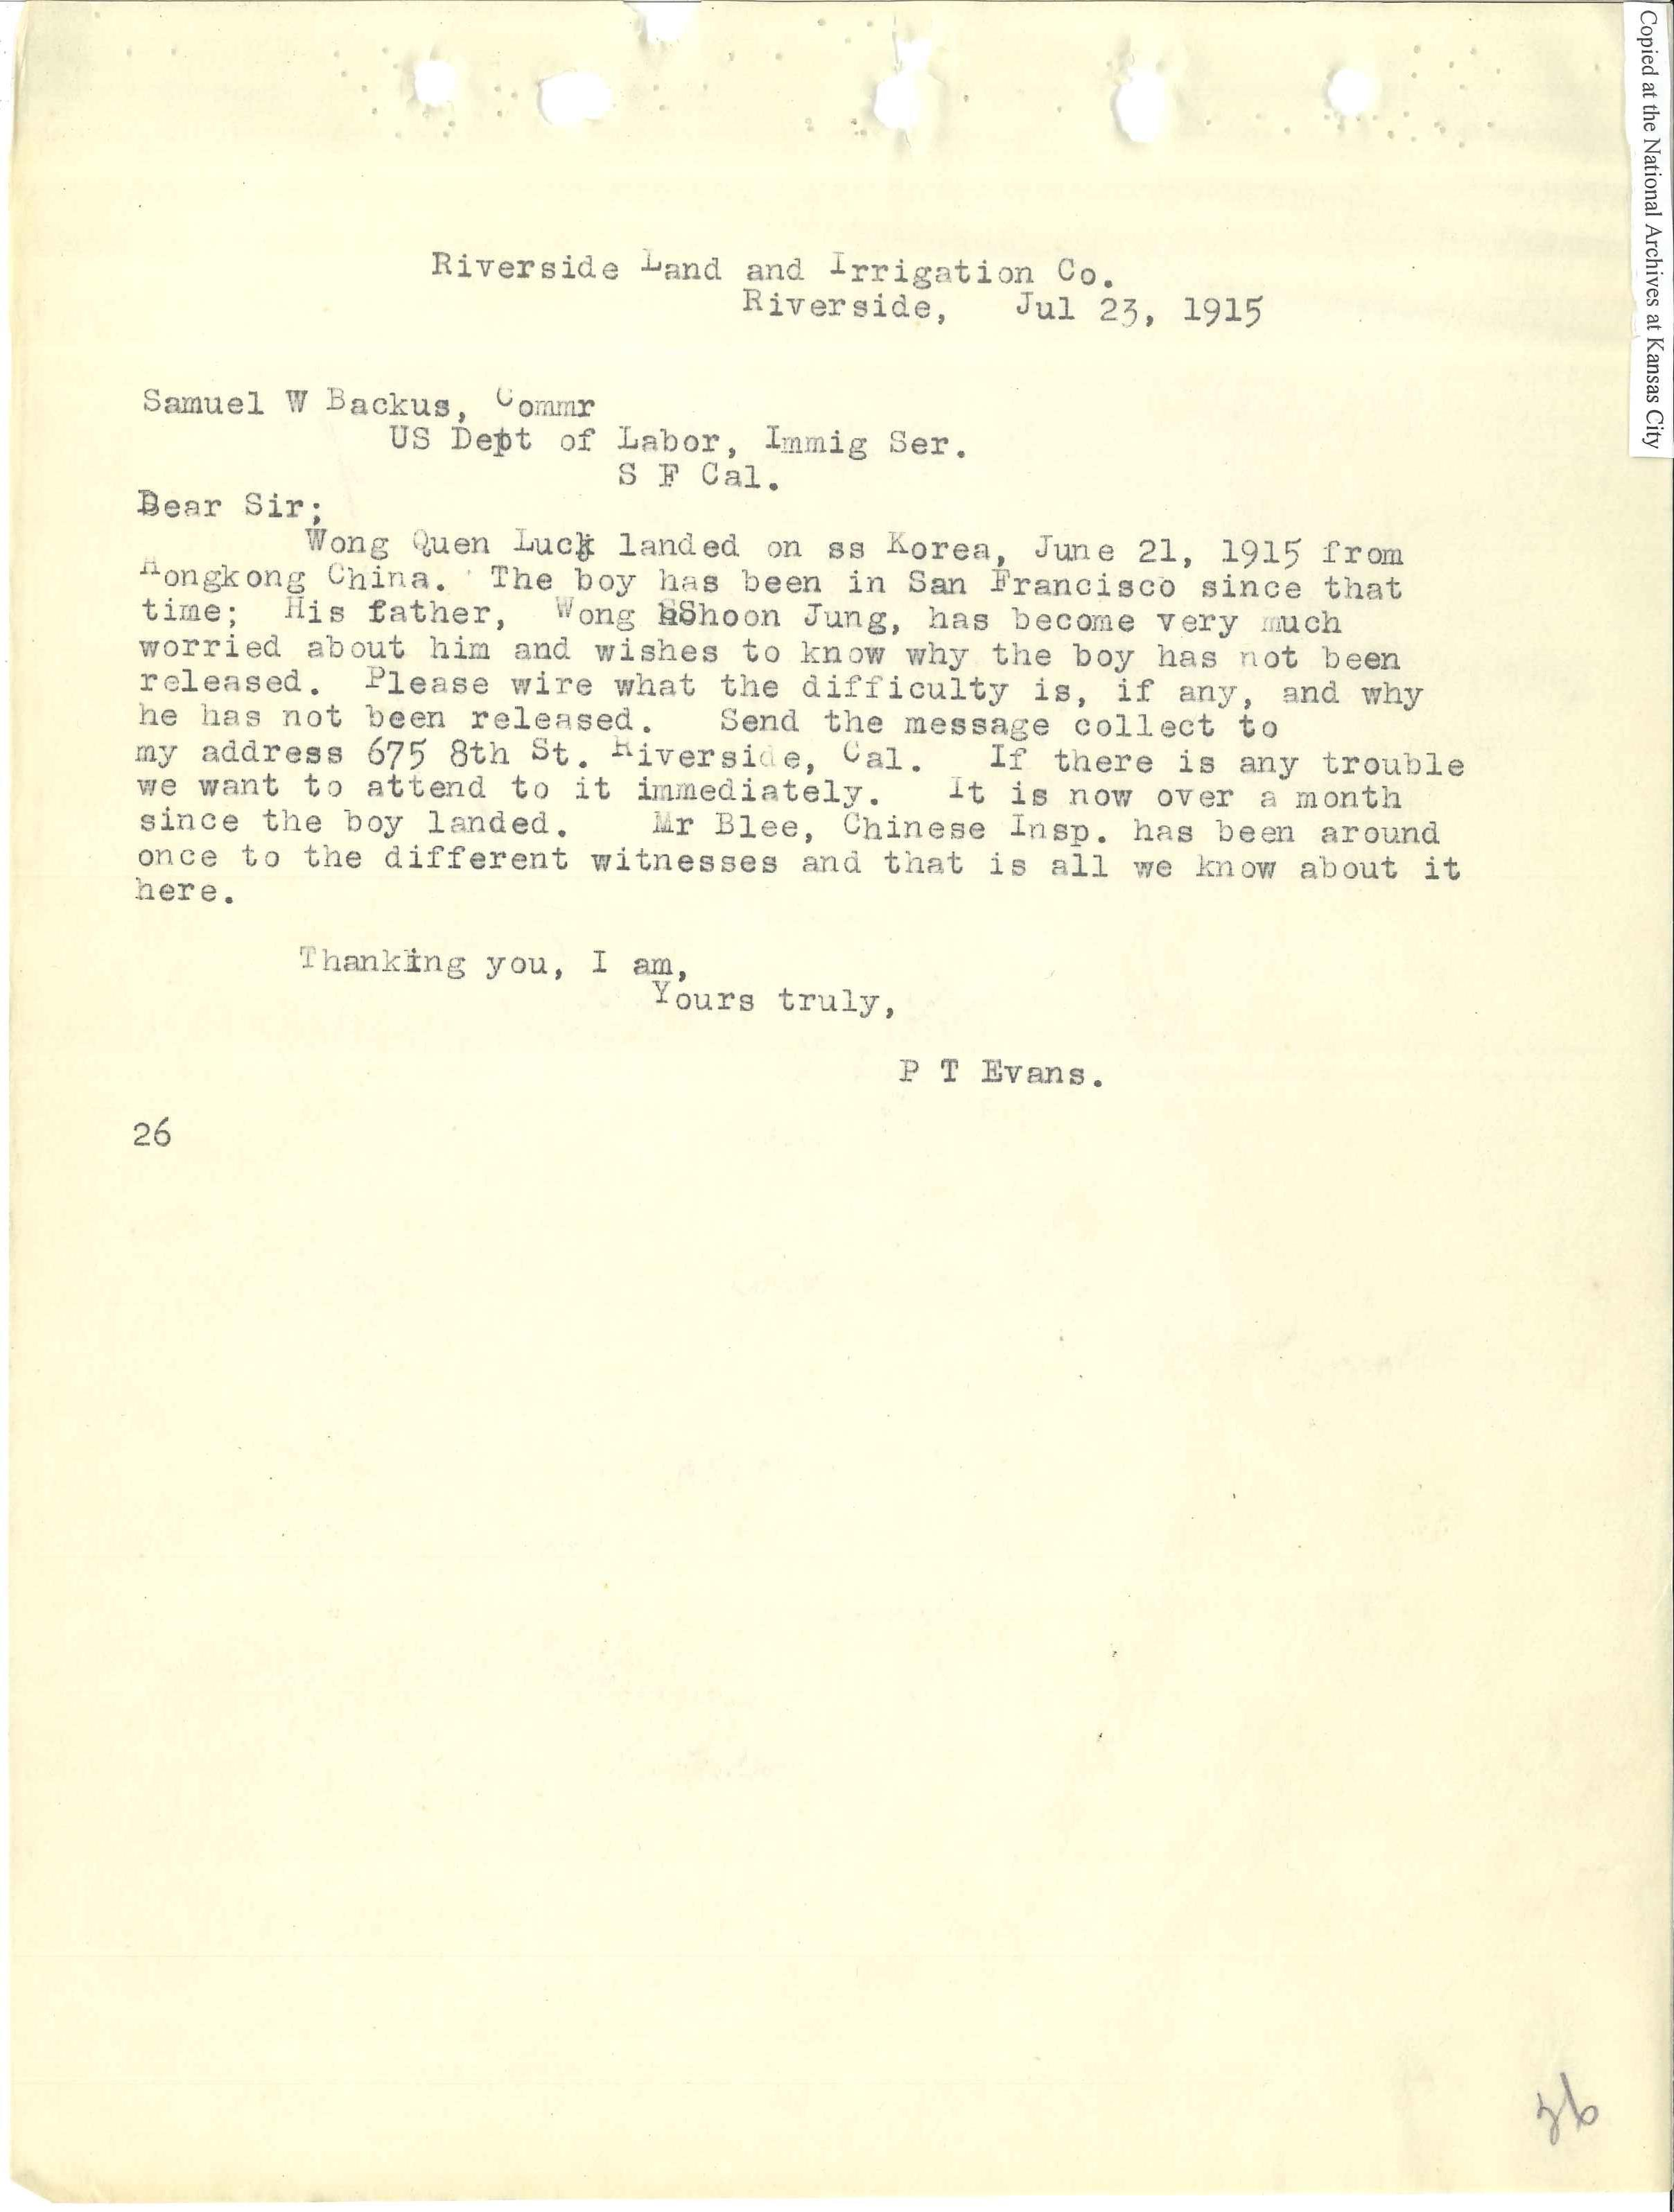 Copied at the National Archives at Kansas City
Riverside Land and Irrigation Co.
Riverside, Jul 23, 1915
Samuel W Backus, Commr
US Dept of Labor, Immig Ser.
S F Cal.
Dear Sir;
Wong Quen Luck landed on ss Korea, June 21, 1915 from
Hongkong China. The boy has been in San Francisco since that
time; His father, Wong SShoon Jung, has become very much
worried about him and wishes to know why the boy has not been
released. Please wire what the difficulty is, if any, and why
he has not been released. Send the message collect to
my address 675 8th St. Riverside, Cal. If there is any trouble
we want to attend to it immediately. It is now over a month
since the boy landed. Mr Blee, Chinese Insp. has been around
once to the different witnesses and that is all we know about it
here.
Thanking you, I am,
Yours truly,
P T Evans.
26
36